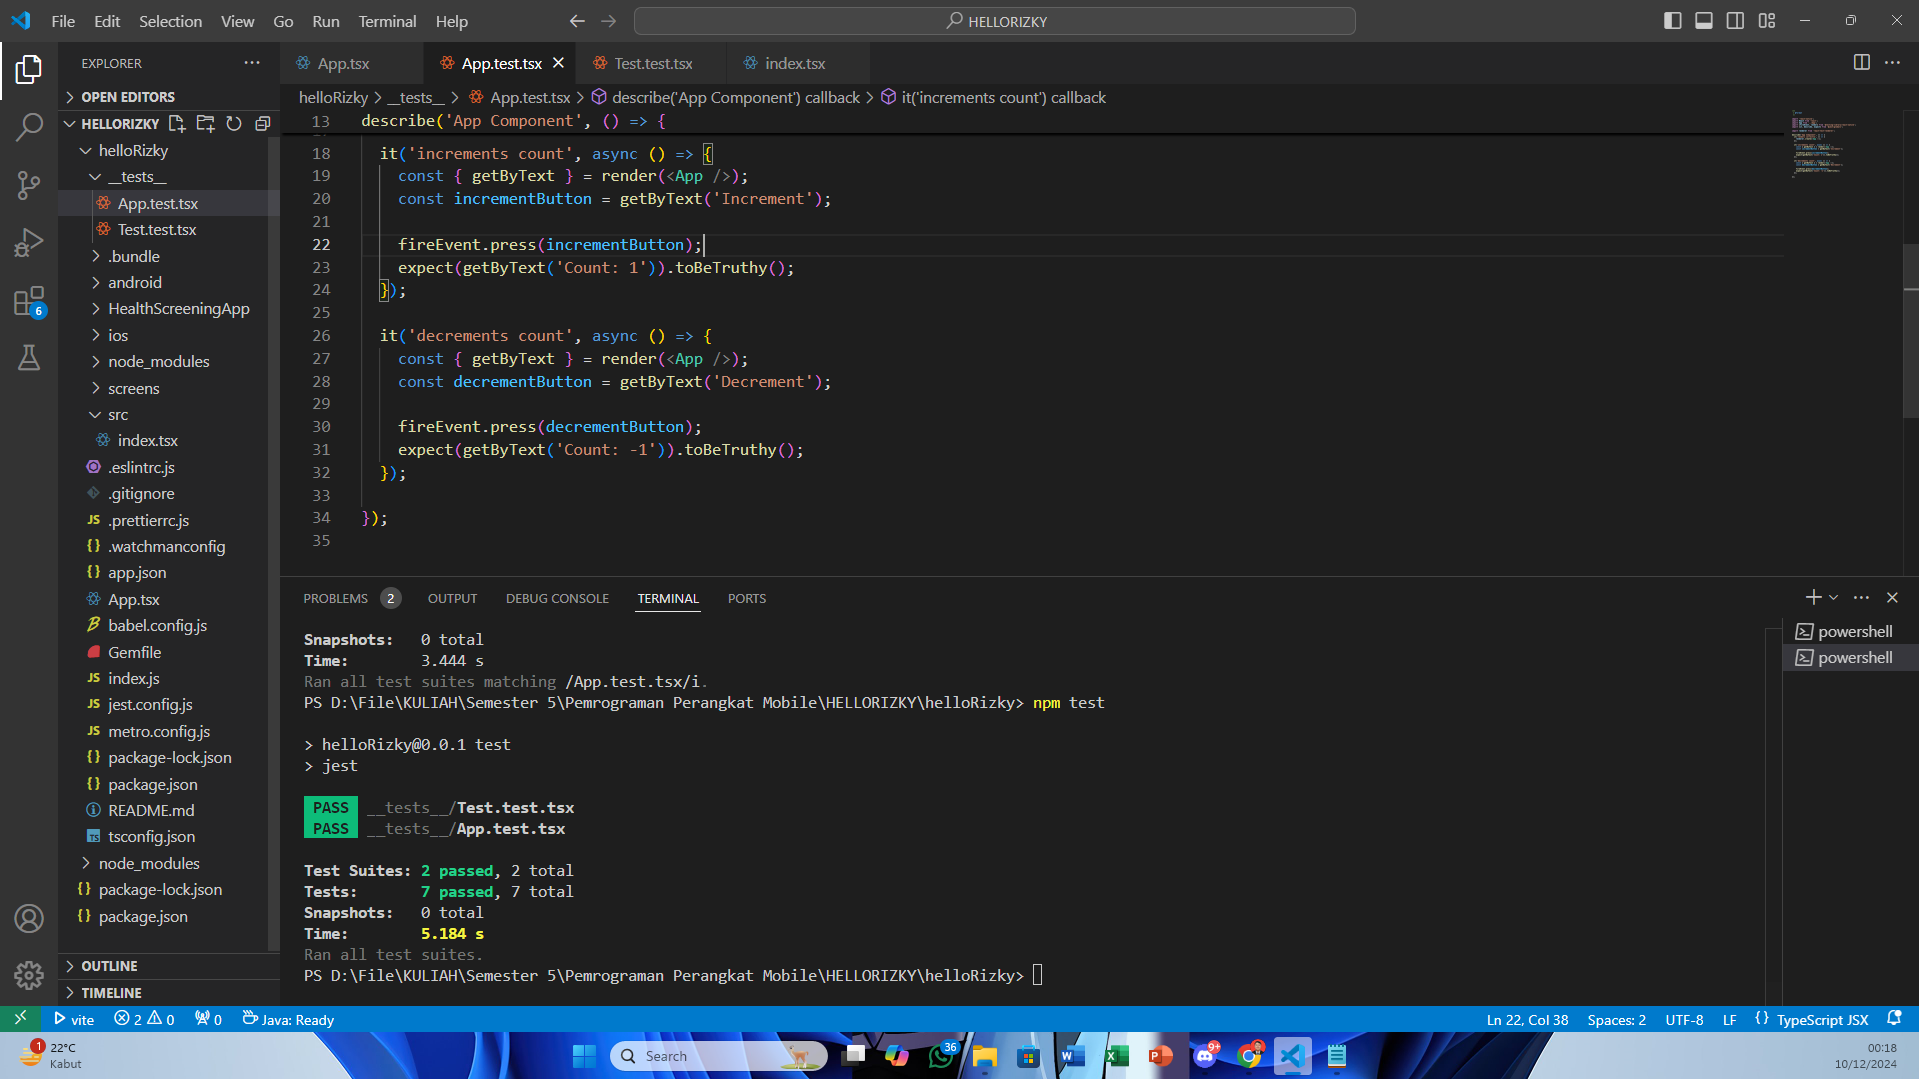 File Edit Selection View Go Run Terminal Help
HELLORIZKY
EXPLORER
OPEN EDITORS
HELLORIZKY
helloRizky
__tests__
App.test.tsx
Test.test.tsx
.bundle
android
HealthScreeningApp
ios
node_modules
screens
src
index.tsx
.eslintrc.js
.gitignore
.prettierrc.js
.watchmanconfig
app.json
App.tsx
babel.config.js
Gemfile
index.js
jest.config.js
metro.config.js
package-lock.json
package.json
README.md
tsconfig.json
node_modules
package-lock.json
package.json
OUTLINE
TIMELINE
6
App.tsx App.test.tsx Test.test.tsx index.tsx
helloRizky > __tests__ > App.test.tsx > describe('App Component') callback > it('increments count') callback
13 describe('App Component', () => {
18 it('increments count', async () => {
19 const { getByText } = render(<App />);
20 const incrementButton = getByText('Increment');
21
22 fireEvent.press(incrementButton);
23 expect(getByText('Count: 1')).toBeTruthy();
24 });
25
26 it('decrements count', async () => {
27 const { getByText } = render(<App />);
28 const decrementButton = getByText('Decrement');
29
30 fireEvent.press(decrementButton);
31 expect(getByText('Count: -1')).toBeTruthy();
32 });
33
34 });
35
PROBLEMS 2 OUTPUT DEBUG CONSOLE TERMINAL PORTS
Snapshots: 0 total
Time: 3.444 s
Ran all test suites matching /App.test.tsx/i.
PS D:\File\KULIAH\Semester 5\Pemrograman Perangkat Mobile\HELLORIZKY\helloRizky> npm test
> helloRizky@0.0.1 test
> jest
PASS __tests__/Test.test.tsx
PASS __tests__/App.test.tsx
Test Suites: 2 passed, 2 total
Tests: 7 passed, 7 total
Snapshots: 0 total
Time: 5.184 s
Ran all test suites.
PS D:\File\KULIAH\Semester 5\Pemrograman Perangkat Mobile\HELLORIZKY\helloRizky>
powershell
powershell
vite 2 0 0 Java: Ready
Ln 22, Col 38 Spaces: 2 UTF-8 LF {} TypeScript JSX
1
22°C
Kabut
Search
36
9+
00:18
10/12/2024